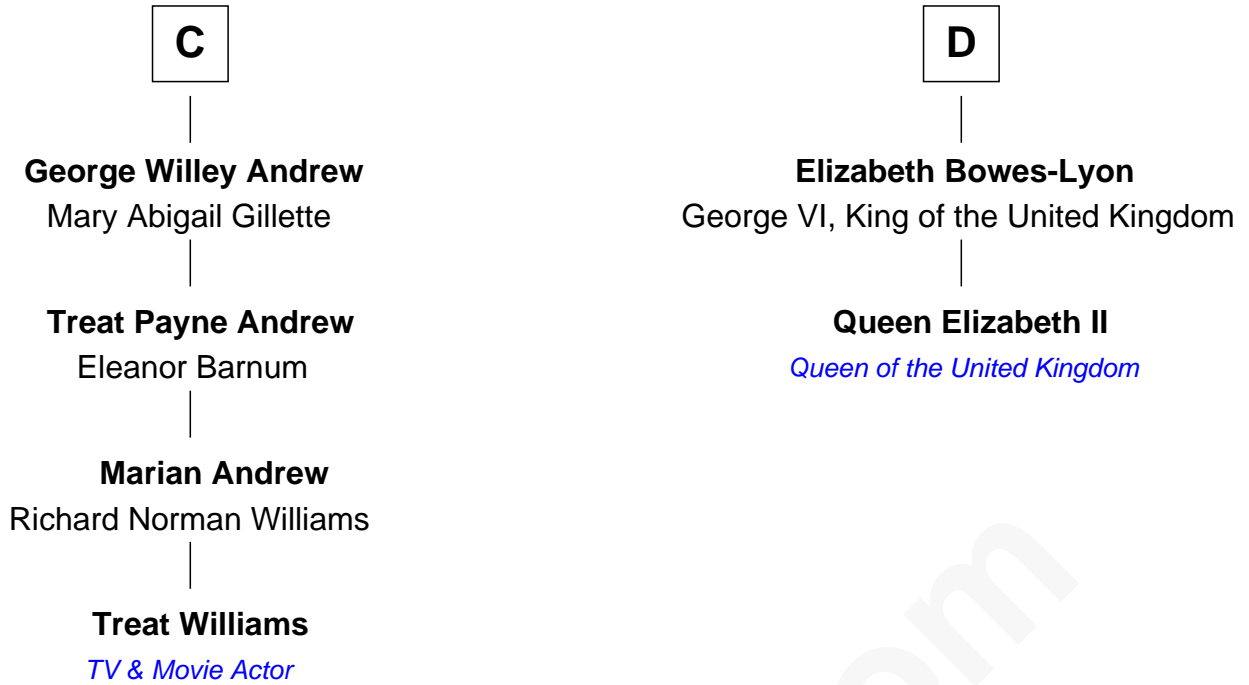 C
George Willey Andrew
Mary Abigail Gillette
Treat Payne Andrew
Eleanor Barnum
Marian Andrew
Richard Norman Williams
Treat Williams
TV & Movie Actor
D
Elizabeth Bowes-Lyon
George VI, King of the United Kingdom
Queen Elizabeth II
Queen of the United Kingdom
om